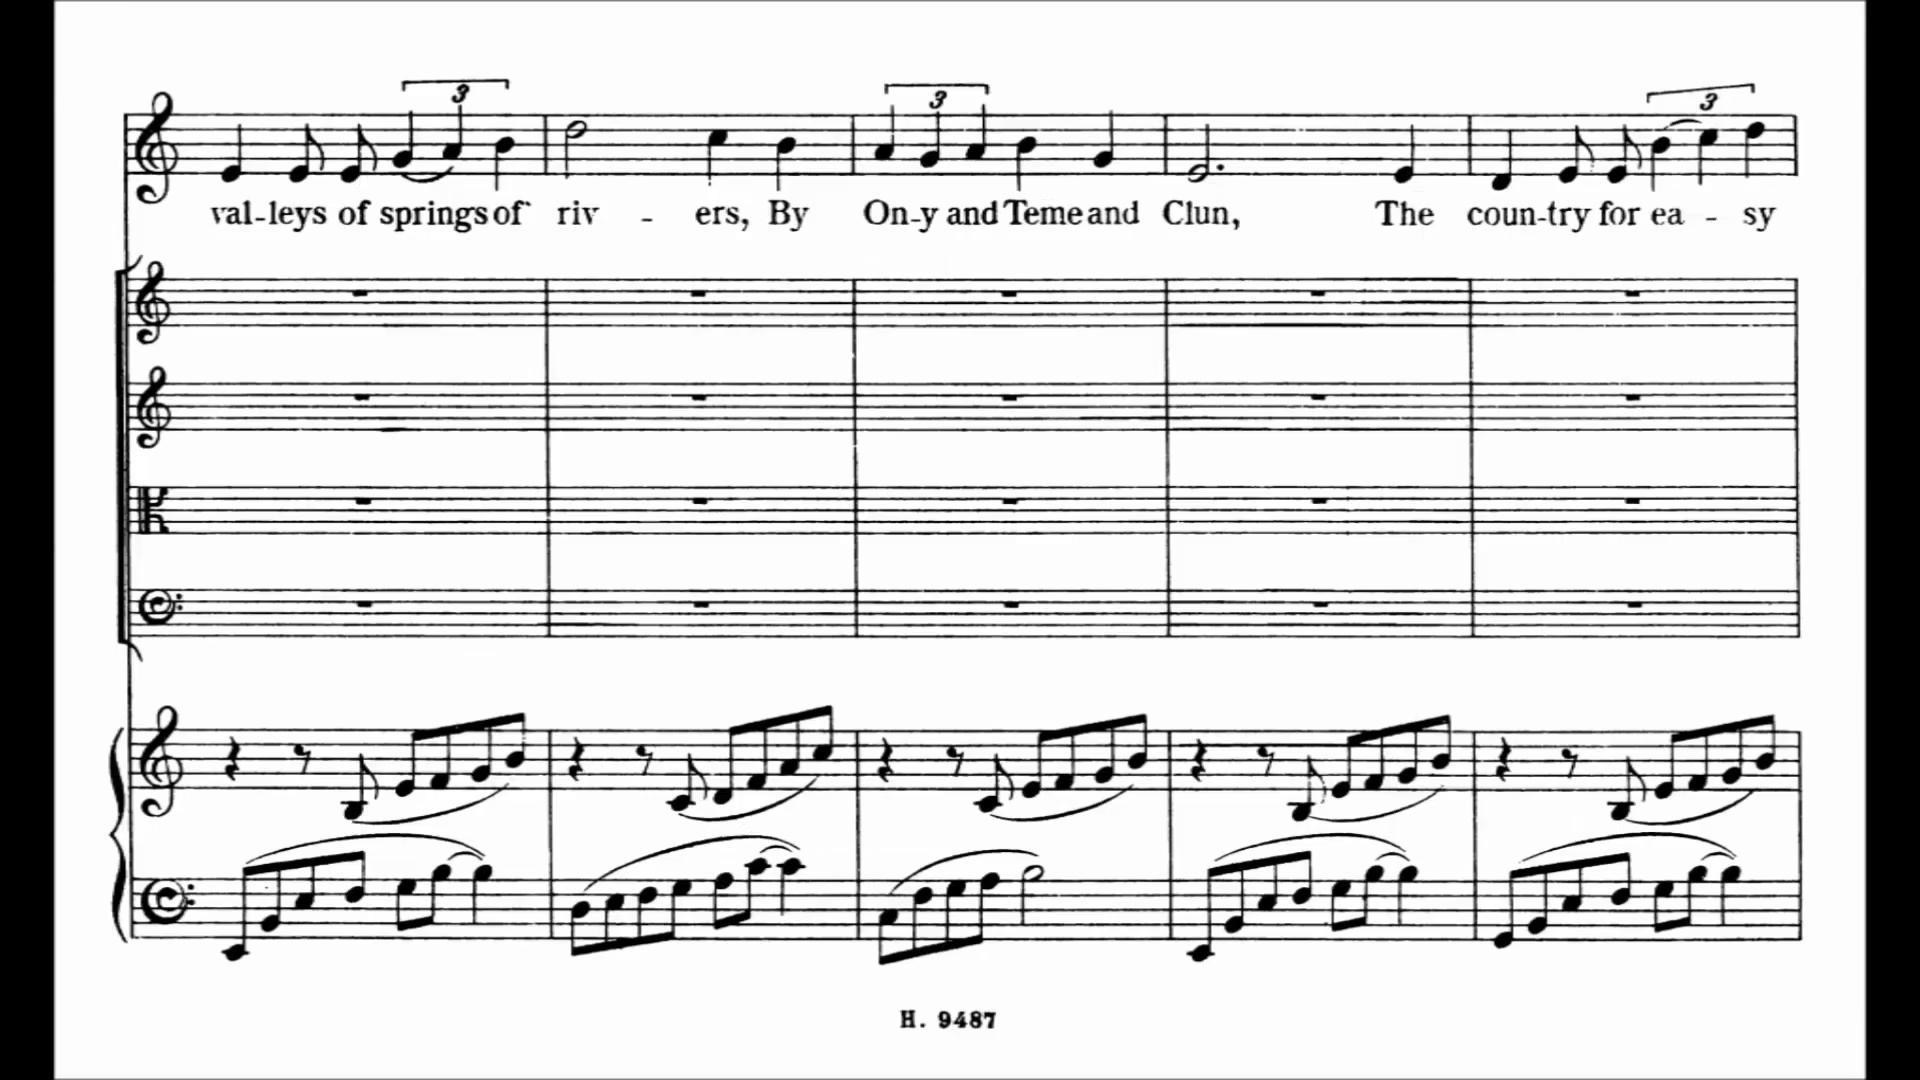 3 3 3
val-leys of springs of riv - ers, By On-y and Teme and Clun, The coun-try for ea - sy
H. 9487